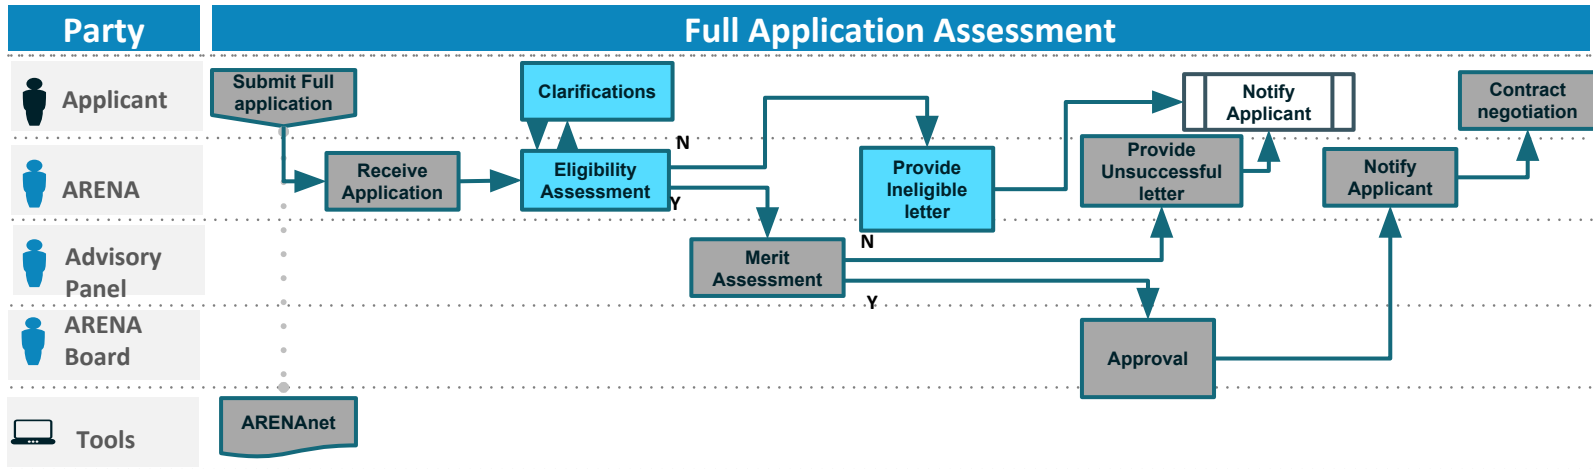 Party
Full Application Assessment
Applicant
Submit Full
application
Clarifications
Notify
Applicant
Contract
negotiation
N
ARENA
Receive
Application
Eligibility
Assessment
Y
Provide
Ineligible
letter
Provide
Unsuccessful
letter
Notify
Applicant
Advisory
Panel
Merit
Assessment
N
Y
ARENA
Board
Approval
Tools
ARENAnet